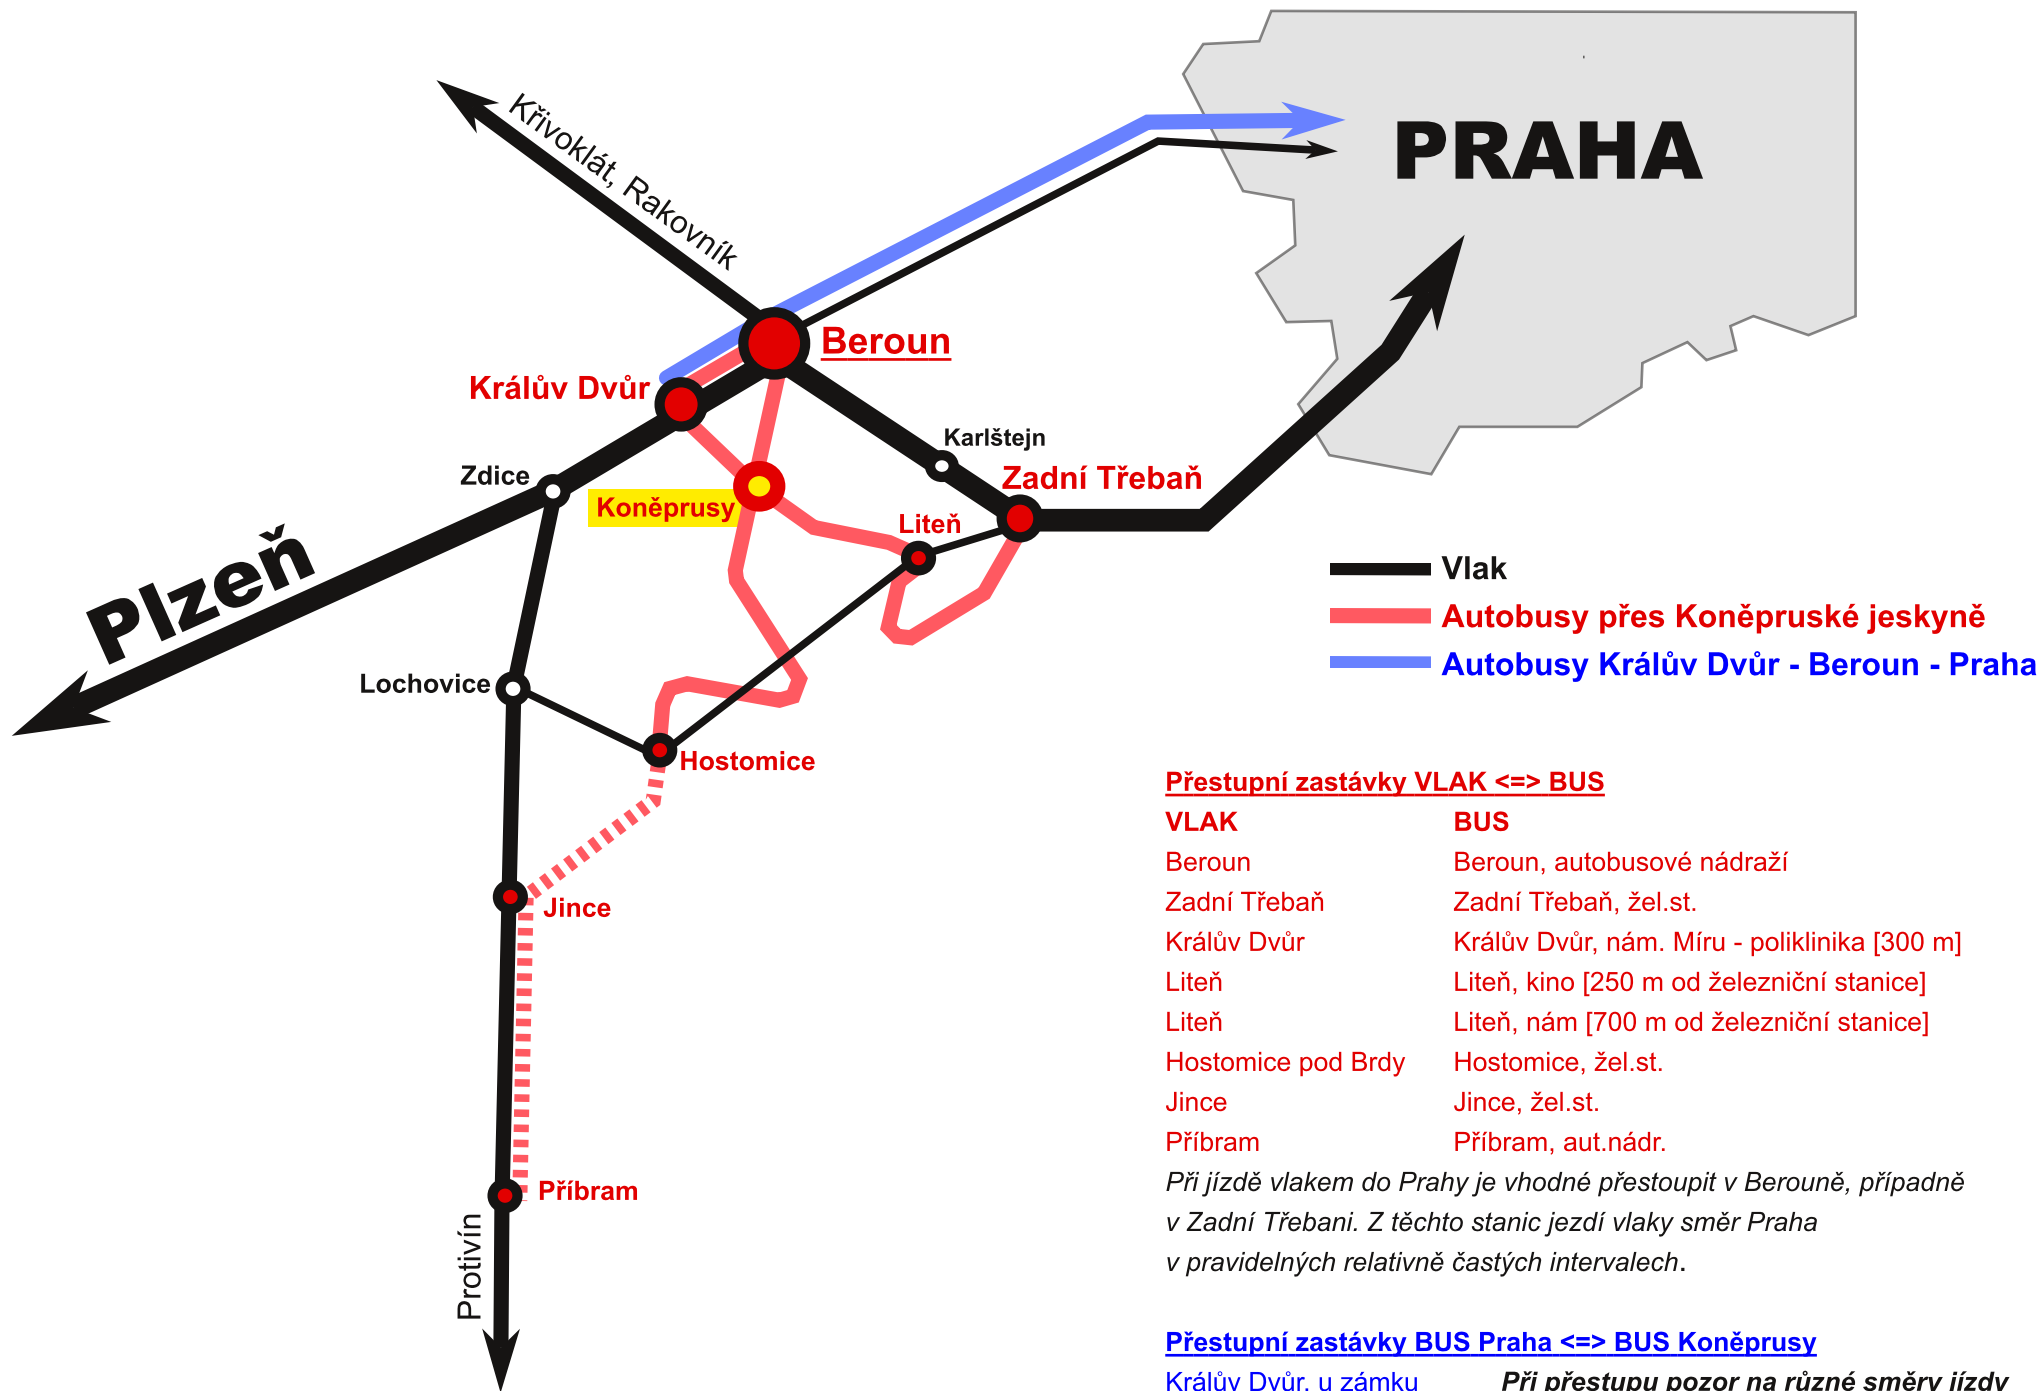 PRAHA
Křivoklát, Rakovník
Beroun
Králův Dvůr
Karlštejn
Zdice
Zadní Třebaň
Koněprusy
Liteň
Plzeň
Vlak
Autobusy přes Koněpruské jeskyně
Autobusy Králův Dvůr - Beroun - Praha
Lochovice
Hostomice
Jince
Příbram
Protivín
Přestupní zastávky VLAK <=> BUS
VLAK BUS
Beroun Beroun, autobusové nádraží
Zadní Třebaň Zadní Třebaň, žel.st.
Králův Dvůr Králův Dvůr, nám. Míru - poliklinika [300 m]
Liteň Liteň, kino [250 m od železniční stanice]
Liteň Liteň, nám [700 m od železniční stanice]
Hostomice pod Brdy Hostomice, žel.st.
Jince Jince, žel.st.
Příbram Příbram, aut.nádr.
Při jízdě vlakem do Prahy je vhodné přestoupit v Berouně, případně
v Zadní Třebani. Z těchto stanic jezdí vlaky směr Praha
v pravidelných relativně častých intervalech.
Přestupní zastávky BUS Praha <=> BUS Koněprusy
Králův Dvůr, u zámku Při přestupu pozor na různé směry jízdy